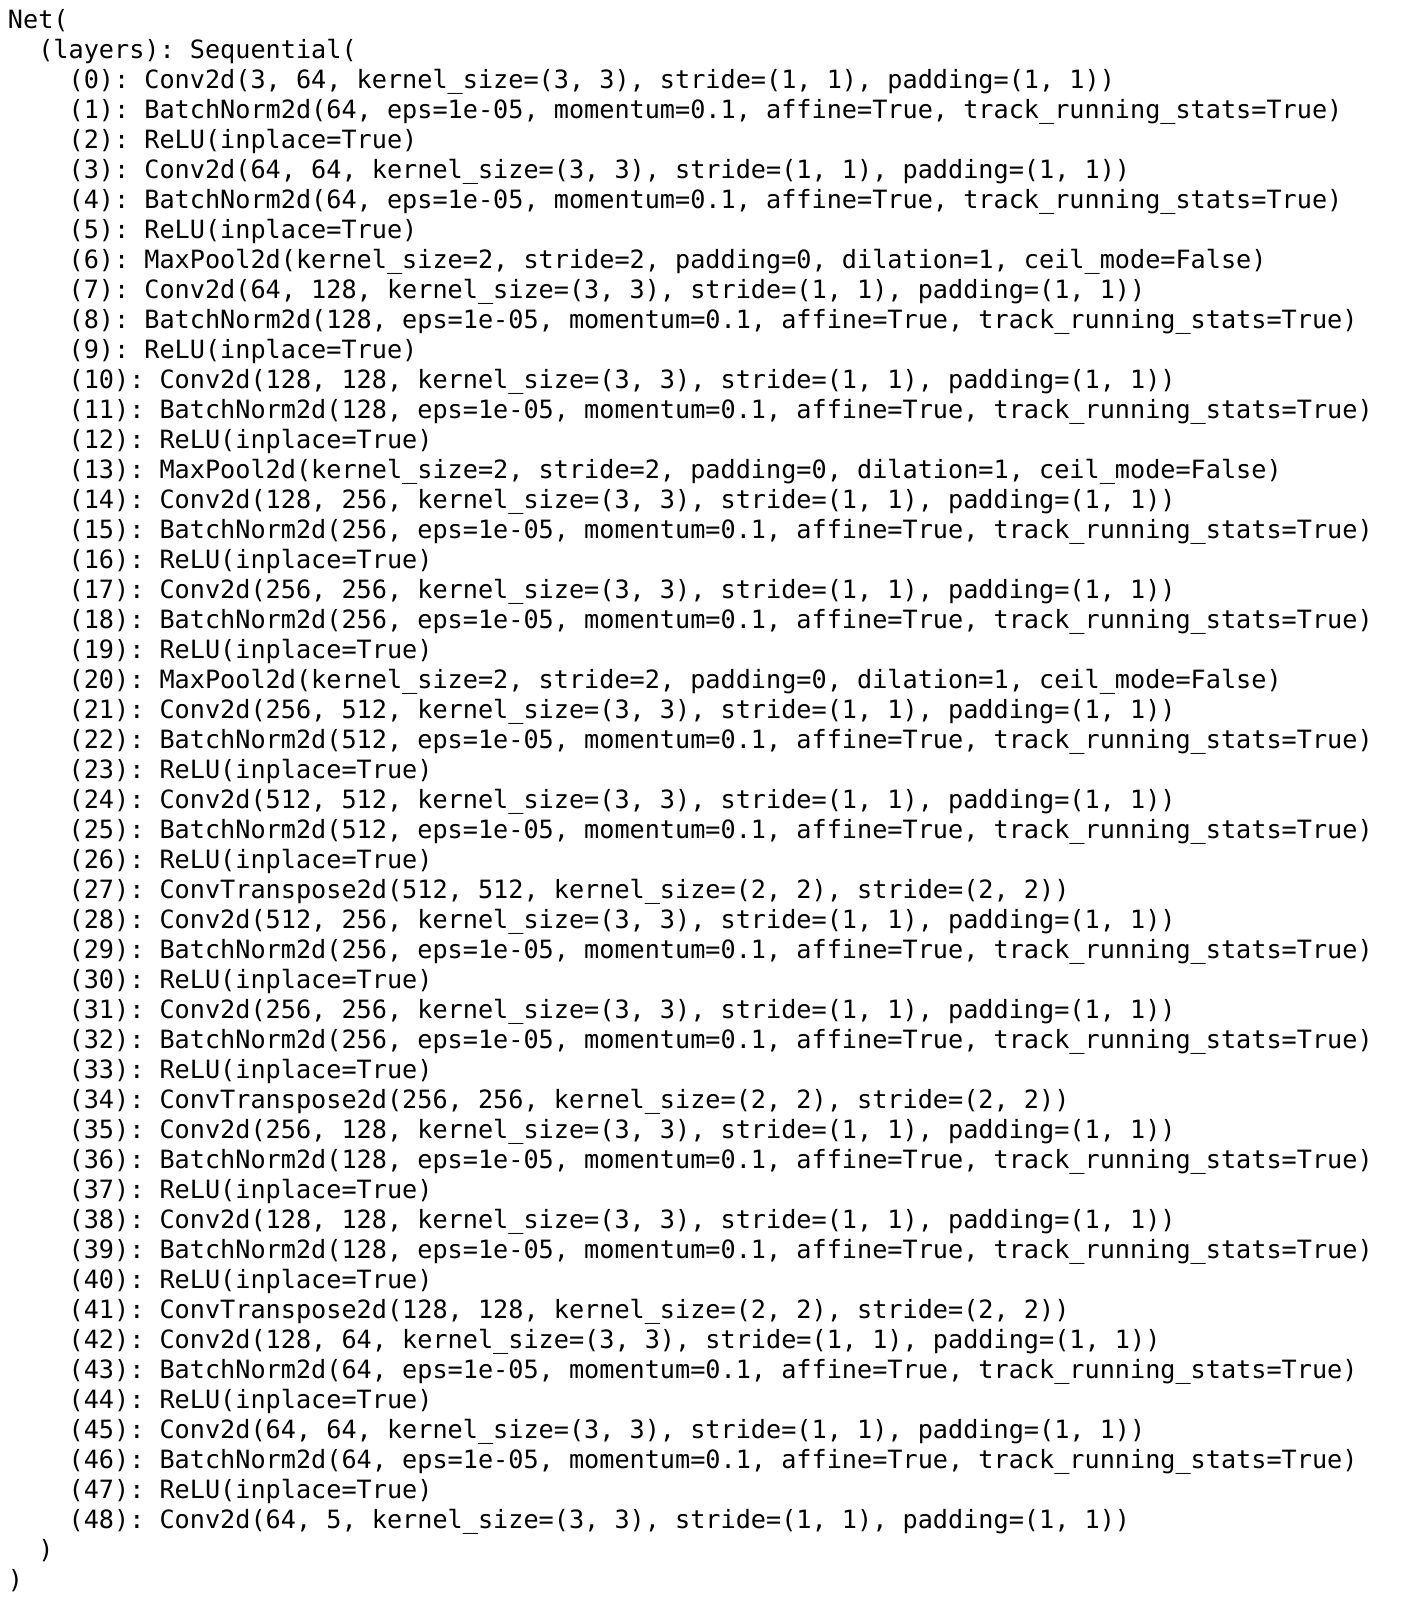 Net(
  (layers): Sequential(
    (0): Conv2d(3, 64, kernel_size=(3, 3), stride=(1, 1), padding=(1, 1))
    (1): BatchNorm2d(64, eps=1e-05, momentum=0.1, affine=True, track_running_stats=True)
    (2): ReLU(inplace=True)
    (3): Conv2d(64, 64, kernel_size=(3, 3), stride=(1, 1), padding=(1, 1))
    (4): BatchNorm2d(64, eps=1e-05, momentum=0.1, affine=True, track_running_stats=True)
    (5): ReLU(inplace=True)
    (6): MaxPool2d(kernel_size=2, stride=2, padding=0, dilation=1, ceil_mode=False)
    (7): Conv2d(64, 128, kernel_size=(3, 3), stride=(1, 1), padding=(1, 1))
    (8): BatchNorm2d(128, eps=1e-05, momentum=0.1, affine=True, track_running_stats=True)
    (9): ReLU(inplace=True)
    (10): Conv2d(128, 128, kernel_size=(3, 3), stride=(1, 1), padding=(1, 1))
    (11): BatchNorm2d(128, eps=1e-05, momentum=0.1, affine=True, track_running_stats=True)
    (12): ReLU(inplace=True)
    (13): MaxPool2d(kernel_size=2, stride=2, padding=0, dilation=1, ceil_mode=False)
    (14): Conv2d(128, 256, kernel_size=(3, 3), stride=(1, 1), padding=(1, 1))
    (15): BatchNorm2d(256, eps=1e-05, momentum=0.1, affine=True, track_running_stats=True)
    (16): ReLU(inplace=True)
    (17): Conv2d(256, 256, kernel_size=(3, 3), stride=(1, 1), padding=(1, 1))
    (18): BatchNorm2d(256, eps=1e-05, momentum=0.1, affine=True, track_running_stats=True)
    (19): ReLU(inplace=True)
    (20): MaxPool2d(kernel_size=2, stride=2, padding=0, dilation=1, ceil_mode=False)
    (21): Conv2d(256, 512, kernel_size=(3, 3), stride=(1, 1), padding=(1, 1))
    (22): BatchNorm2d(512, eps=1e-05, momentum=0.1, affine=True, track_running_stats=True)
    (23): ReLU(inplace=True)
    (24): Conv2d(512, 512, kernel_size=(3, 3), stride=(1, 1), padding=(1, 1))
    (25): BatchNorm2d(512, eps=1e-05, momentum=0.1, affine=True, track_running_stats=True)
    (26): ReLU(inplace=True)
    (27): ConvTranspose2d(512, 512, kernel_size=(2, 2), stride=(2, 2))
    (28): Conv2d(512, 256, kernel_size=(3, 3), stride=(1, 1), padding=(1, 1))
    (29): BatchNorm2d(256, eps=1e-05, momentum=0.1, affine=True, track_running_stats=True)
    (30): ReLU(inplace=True)
    (31): Conv2d(256, 256, kernel_size=(3, 3), stride=(1, 1), padding=(1, 1))
    (32): BatchNorm2d(256, eps=1e-05, momentum=0.1, affine=True, track_running_stats=True)
    (33): ReLU(inplace=True)
    (34): ConvTranspose2d(256, 256, kernel_size=(2, 2), stride=(2, 2))
    (35): Conv2d(256, 128, kernel_size=(3, 3), stride=(1, 1), padding=(1, 1))
    (36): BatchNorm2d(128, eps=1e-05, momentum=0.1, affine=True, track_running_stats=True)
    (37): ReLU(inplace=True)
    (38): Conv2d(128, 128, kernel_size=(3, 3), stride=(1, 1), padding=(1, 1))
    (39): BatchNorm2d(128, eps=1e-05, momentum=0.1, affine=True, track_running_stats=True)
    (40): ReLU(inplace=True)
    (41): ConvTranspose2d(128, 128, kernel_size=(2, 2), stride=(2, 2))
    (42): Conv2d(128, 64, kernel_size=(3, 3), stride=(1, 1), padding=(1, 1))
    (43): BatchNorm2d(64, eps=1e-05, momentum=0.1, affine=True, track_running_stats=True)
    (44): ReLU(inplace=True)
    (45): Conv2d(64, 64, kernel_size=(3, 3), stride=(1, 1), padding=(1, 1))
    (46): BatchNorm2d(64, eps=1e-05, momentum=0.1, affine=True, track_running_stats=True)
    (47): ReLU(inplace=True)
    (48): Conv2d(64, 5, kernel_size=(3, 3), stride=(1, 1), padding=(1, 1))
  )
)